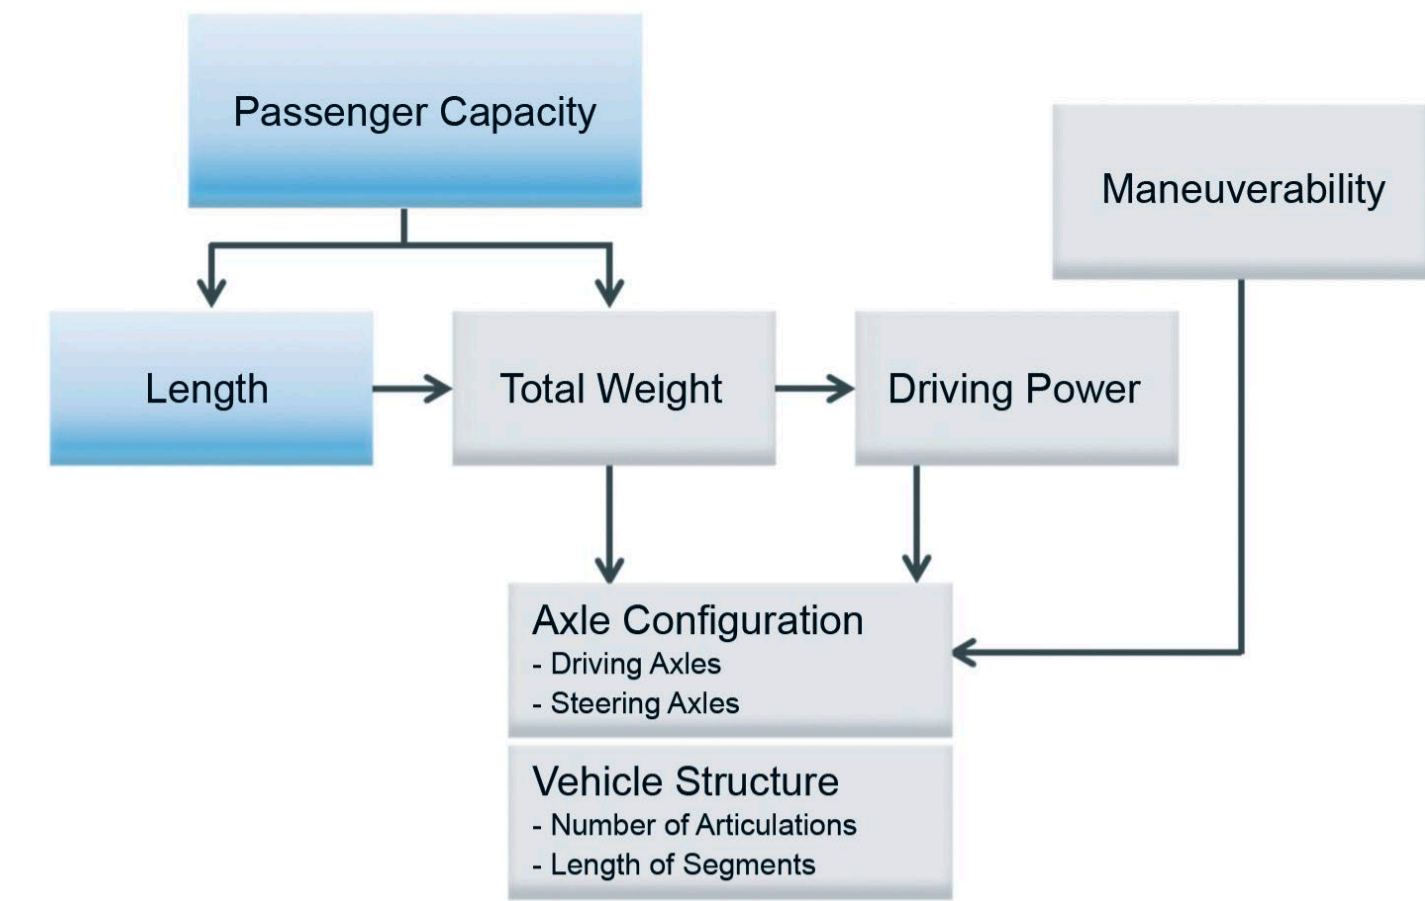 Passenger Capacity
Maneuverability
Length
Total Weight
Driving Power
Axle Configuration
- Driving Axles
- Steering Axles
Vehicle Structure
- Number of Articulations
- Length of Segments